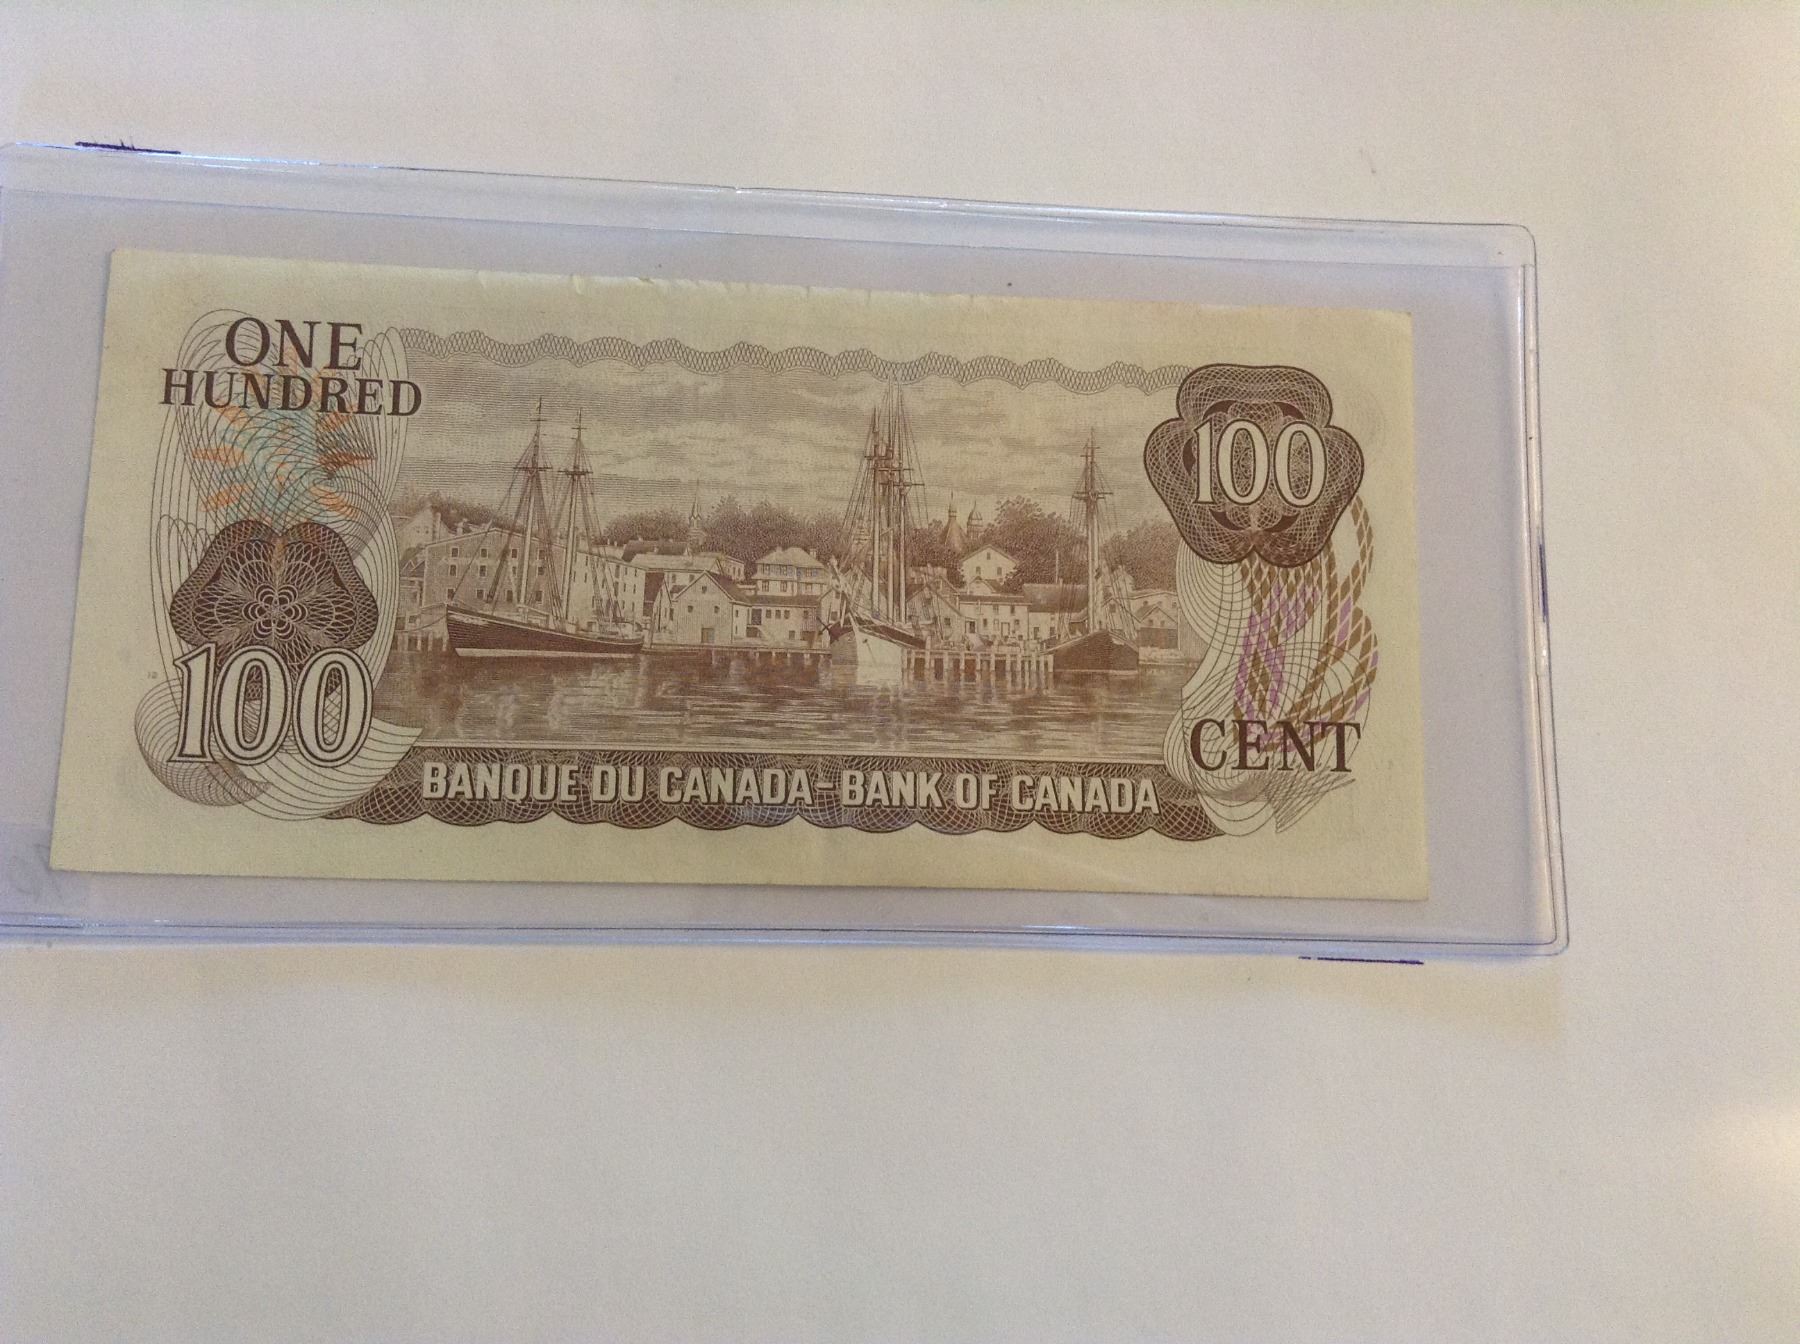 ONE
HUNDRED
100
100
CENT
BANQUE DU CANADA-BANK OF CANADA